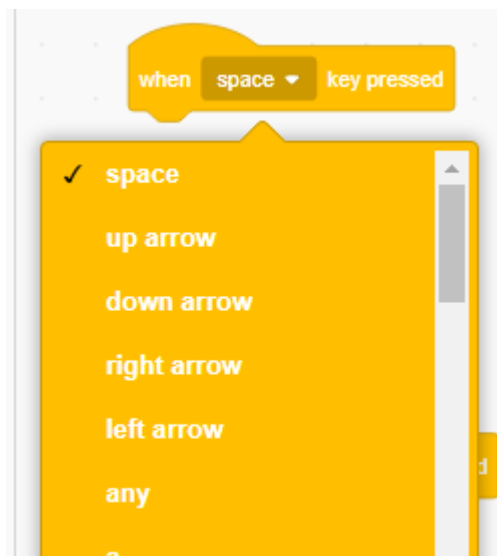 when space key pressed
space
up arrow
down arrow
right arrow
left arrow
any